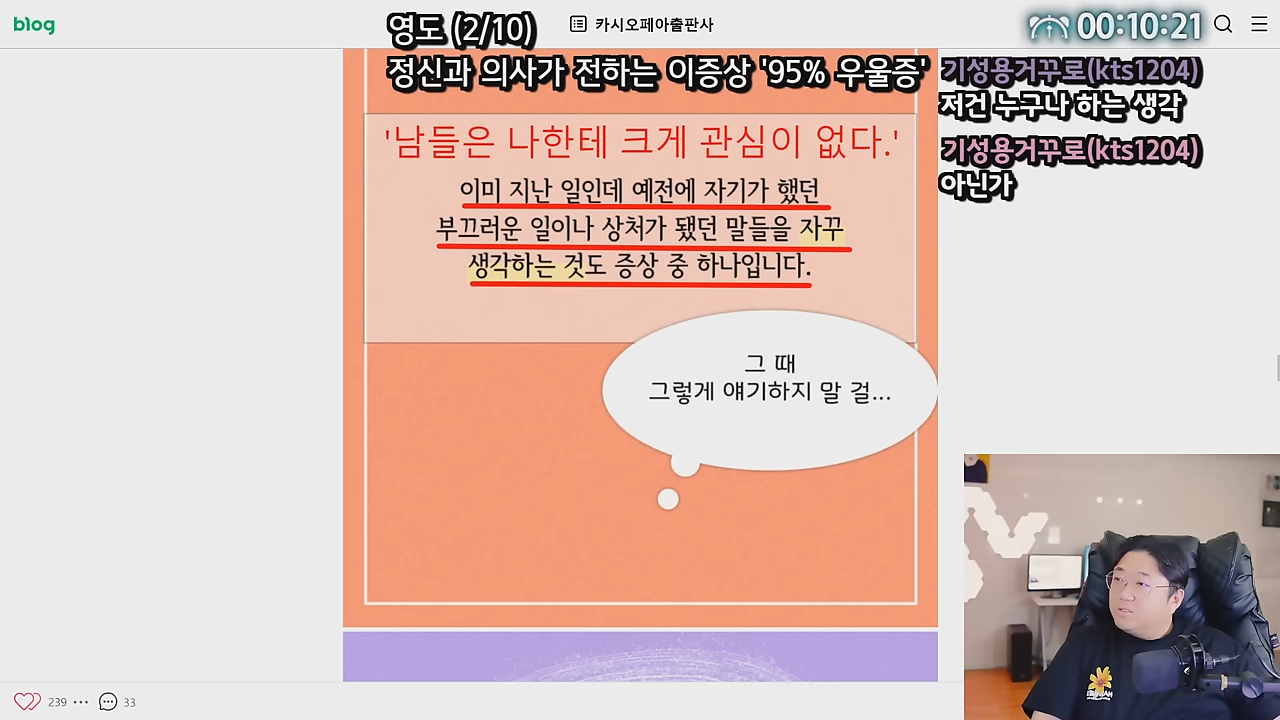 blog
영도 (2/10)
카시오페아출판사
00:10:21
정신과 의사가 전하는 이증상 '95% 우울증'
기성용거꾸로(kts1204)
저건 누구나 하는 생각
기성용거꾸로(kts1204)
아닌가
'남들은 나한테 크게 관심이 없다.'
이미 지난 일인데 예전에 자기가 했던
부끄러운 일이나 상처가 됐던 말들을 자꾸
생각하는 것도 증상 중 하나입니다.
그 때
그렇게 얘기하지 말 걸...
239
33